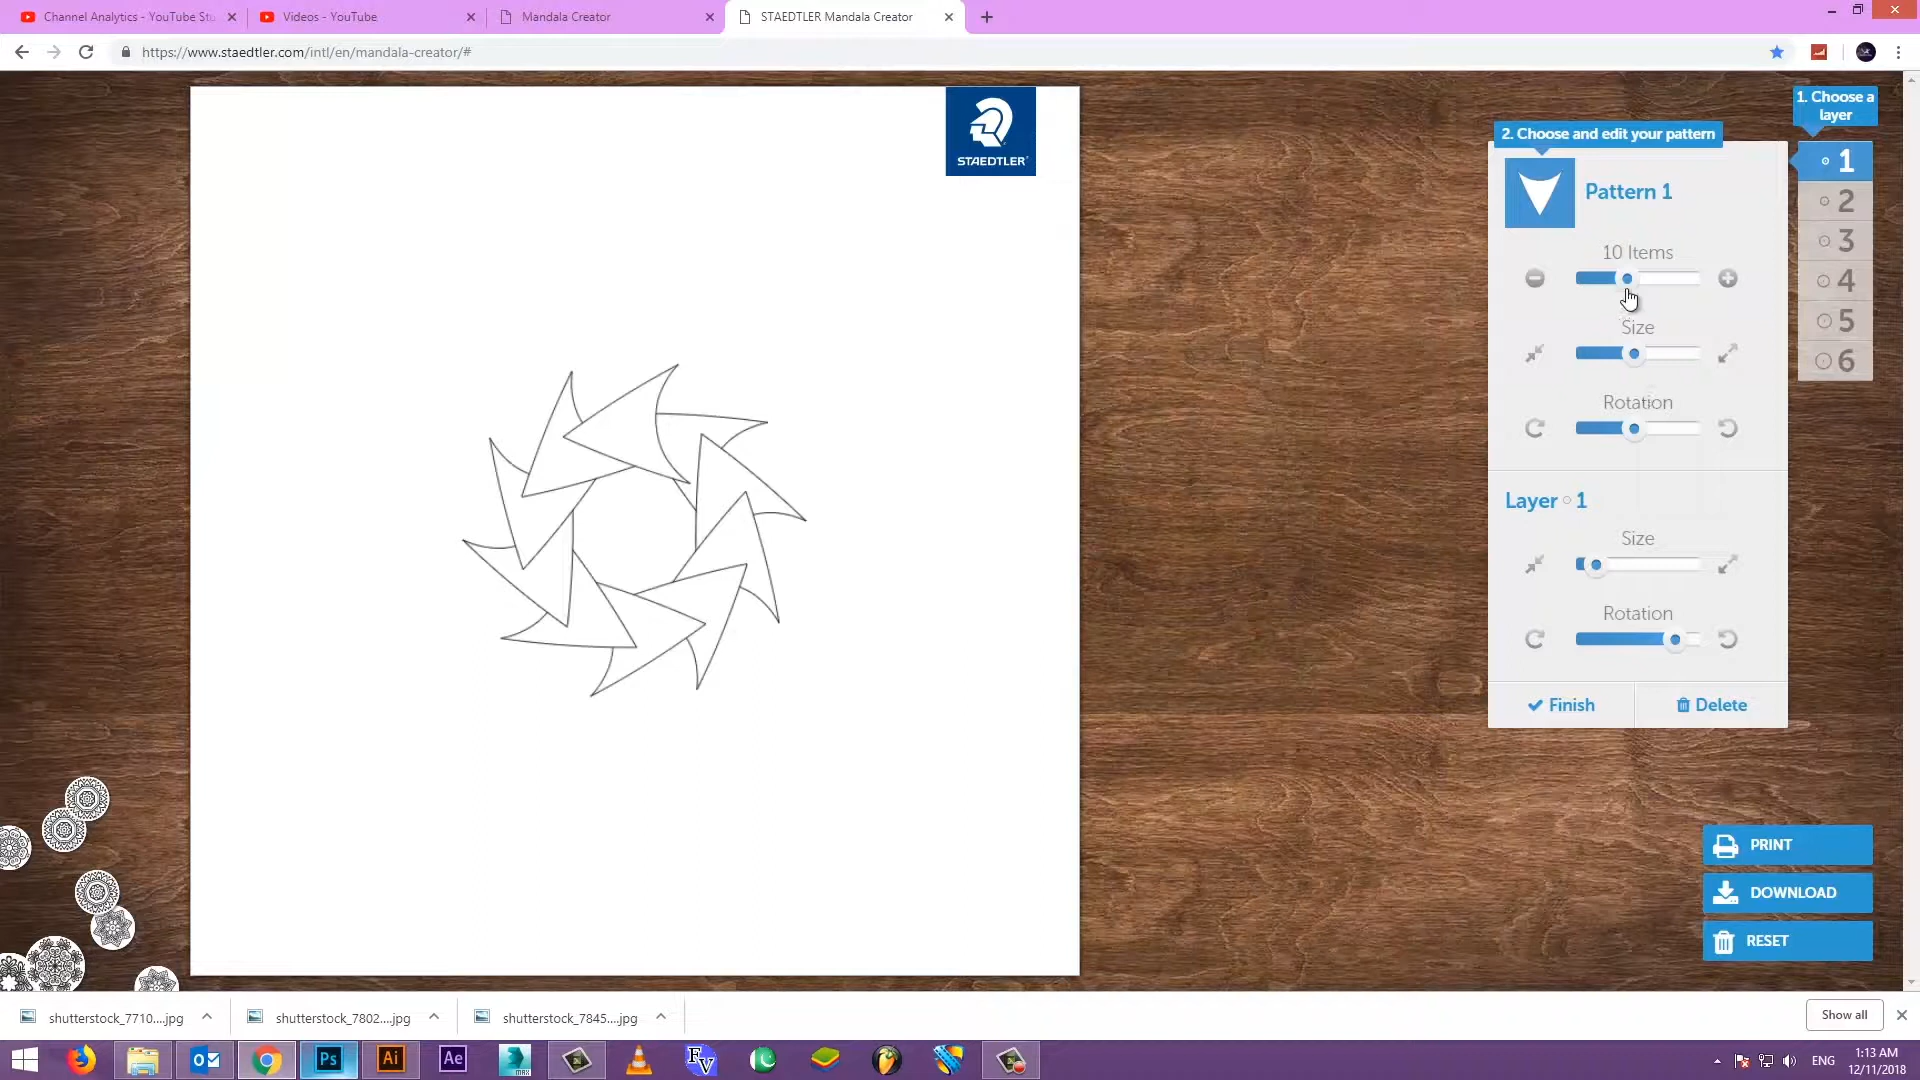 Channel Analytics - YouTube Stu
Videos - YouTube
Mandala Creator
STAEDTLER Mandala Creator
https://www.staedtler.com/intl/en/mandala-creator/#
STAEDTLER
1. Choose a
layer
2. Choose and edit your pattern
Pattern 1
10 Items
Size
Rotation
Layer 1
Size
Rotation
Finish
Delete
1
2
3
4
5
6
PRINT
DOWNLOAD
RESET
shutterstock_7710....jpg
shutterstock_7802....jpg
shutterstock_7845....jpg
Show all
Ps
Ai
Ae
MAX
FV
ENG
1:13 AM
12/11/2018